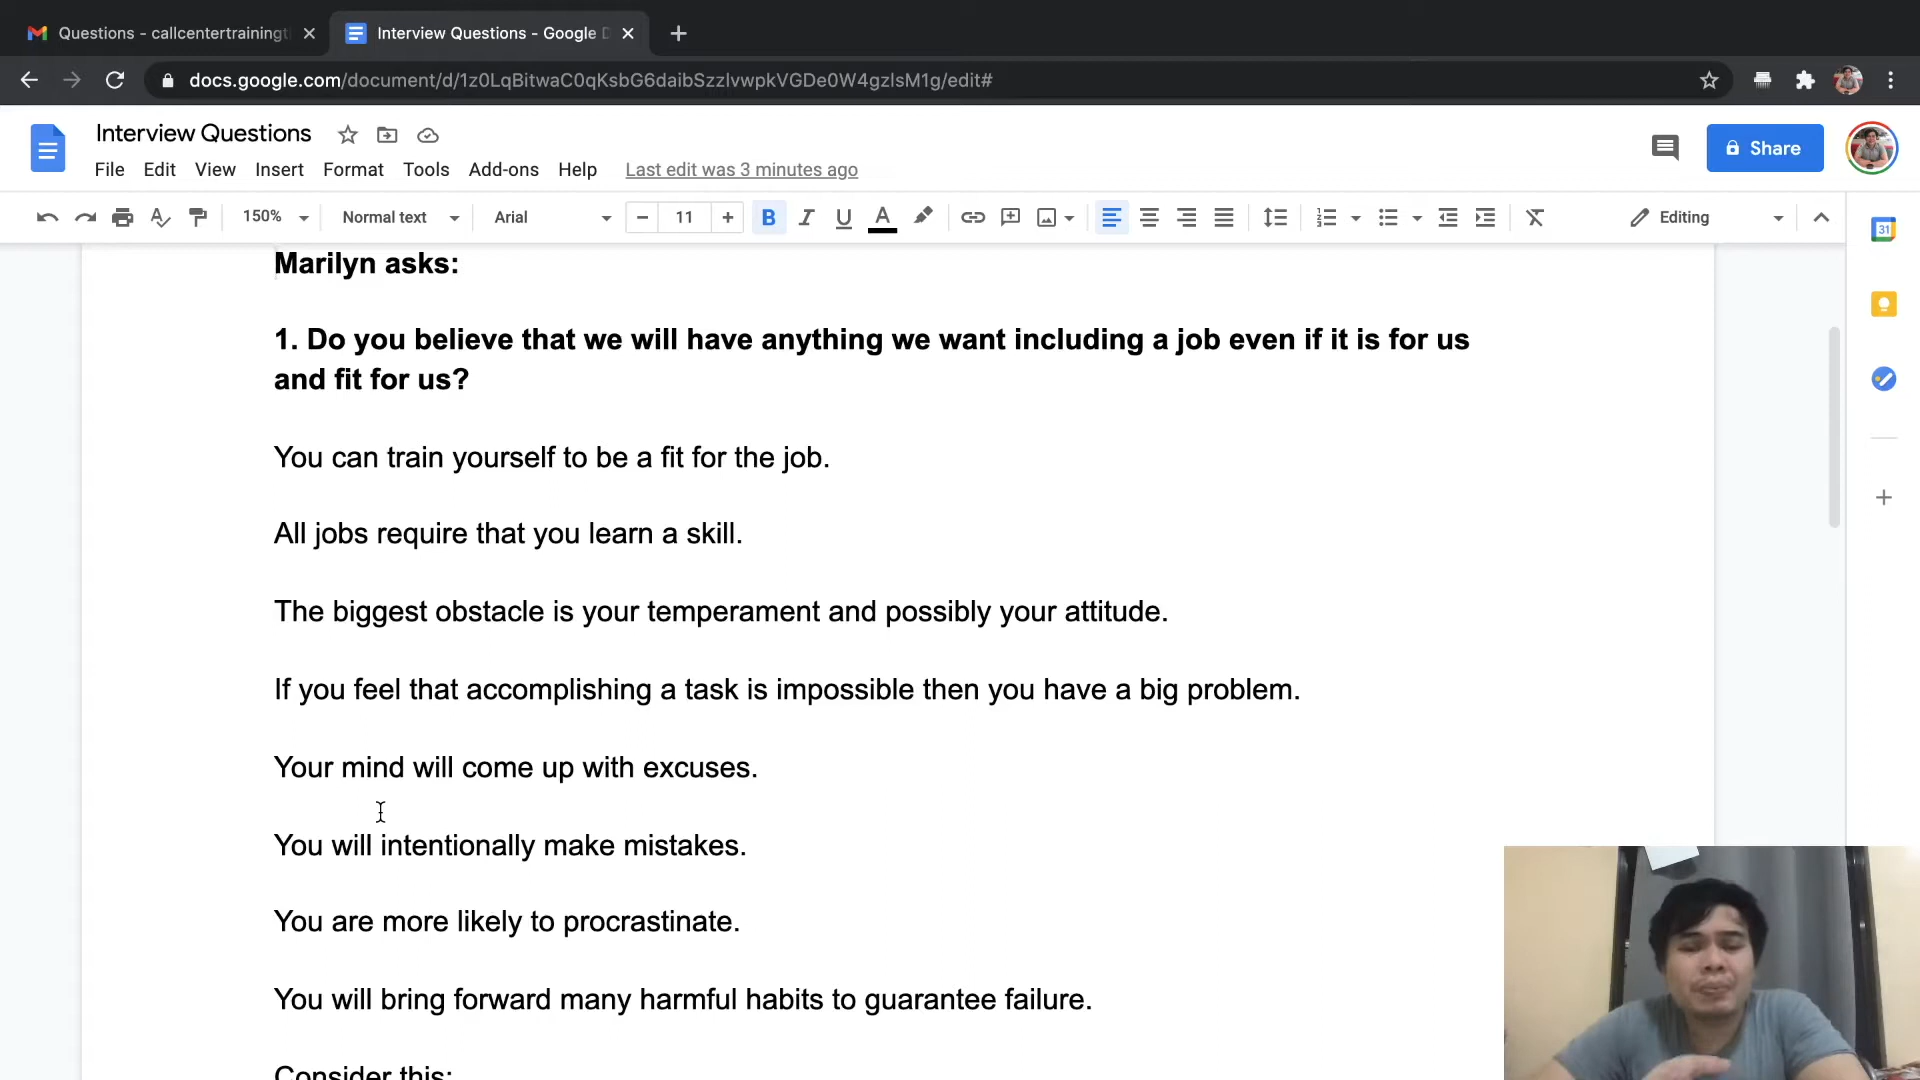 Questions - callcentertrainingt
Interview Questions - Google D
docs.google.com/document/d/1z0LqBitwaC0qKsbG6daibSzzIvwpkVGDe0W4gzlsM1g/edit#
Interview Questions
Share
File Edit View Insert Format Tools Add-ons Help Last edit was 3 minutes ago
150% Normal text Arial 11 B I U A Editing
31
Marilyn asks:
1. Do you believe that we will have anything we want including a job even if it is for us
and fit for us?
You can train yourself to be a fit for the job.
All jobs require that you learn a skill.
The biggest obstacle is your temperament and possibly your attitude.
If you feel that accomplishing a task is impossible then you have a big problem.
Your mind will come up with excuses.
You will intentionally make mistakes.
You are more likely to procrastinate.
You will bring forward many harmful habits to guarantee failure.
Consider this: